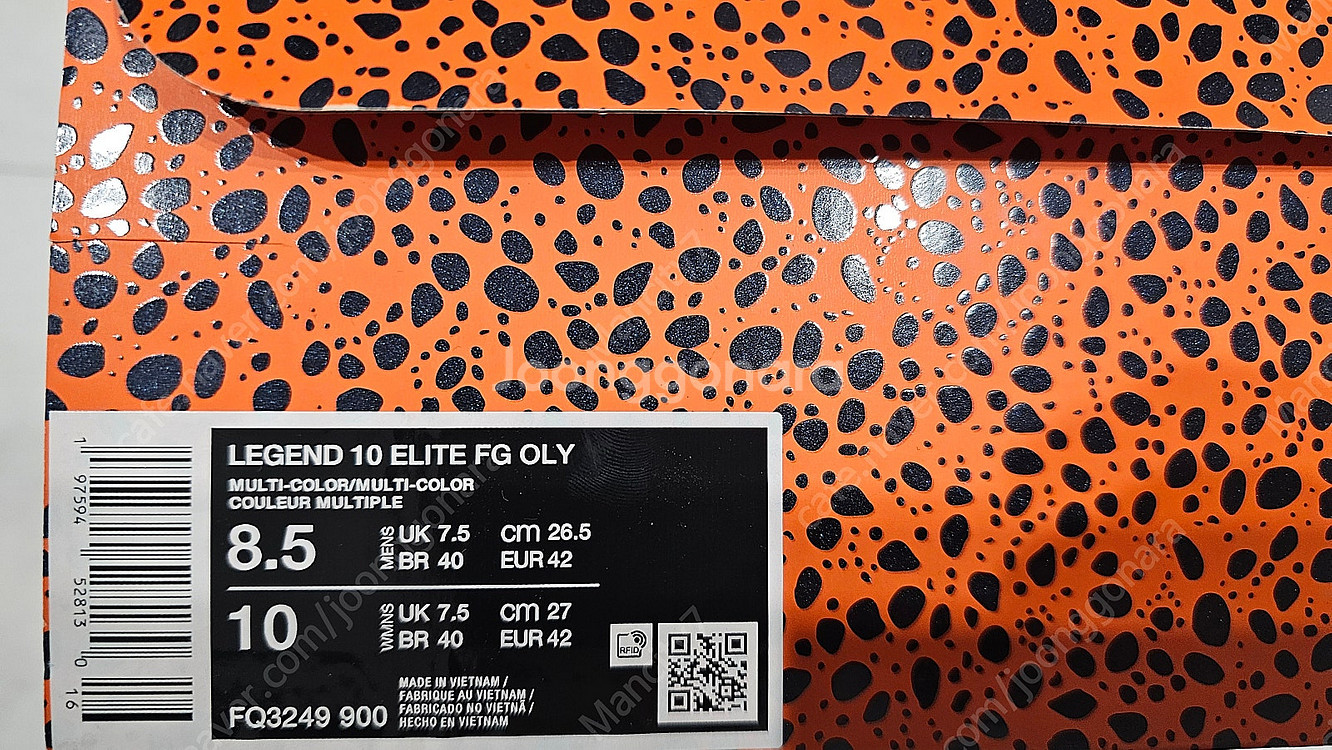 LEGEND 10 ELITE FG OLY
MULTI-COLOR/MULTI-COLOR
COULEUR MULTIPLE
8.5 MENS UK 7.5 CM 26.5
BR 40 EUR 42
10 WMNS UK 7.5 CM 27
BR 40 EUR 42
RFID
MADE IN VIETNAM /
FABRIQUE AU VIETNAM /
FABRICADO NO VIETNÃ /
HECHO EN VIETNAM
FQ3249 900
1 97594 52813 0 16
Joonggonara